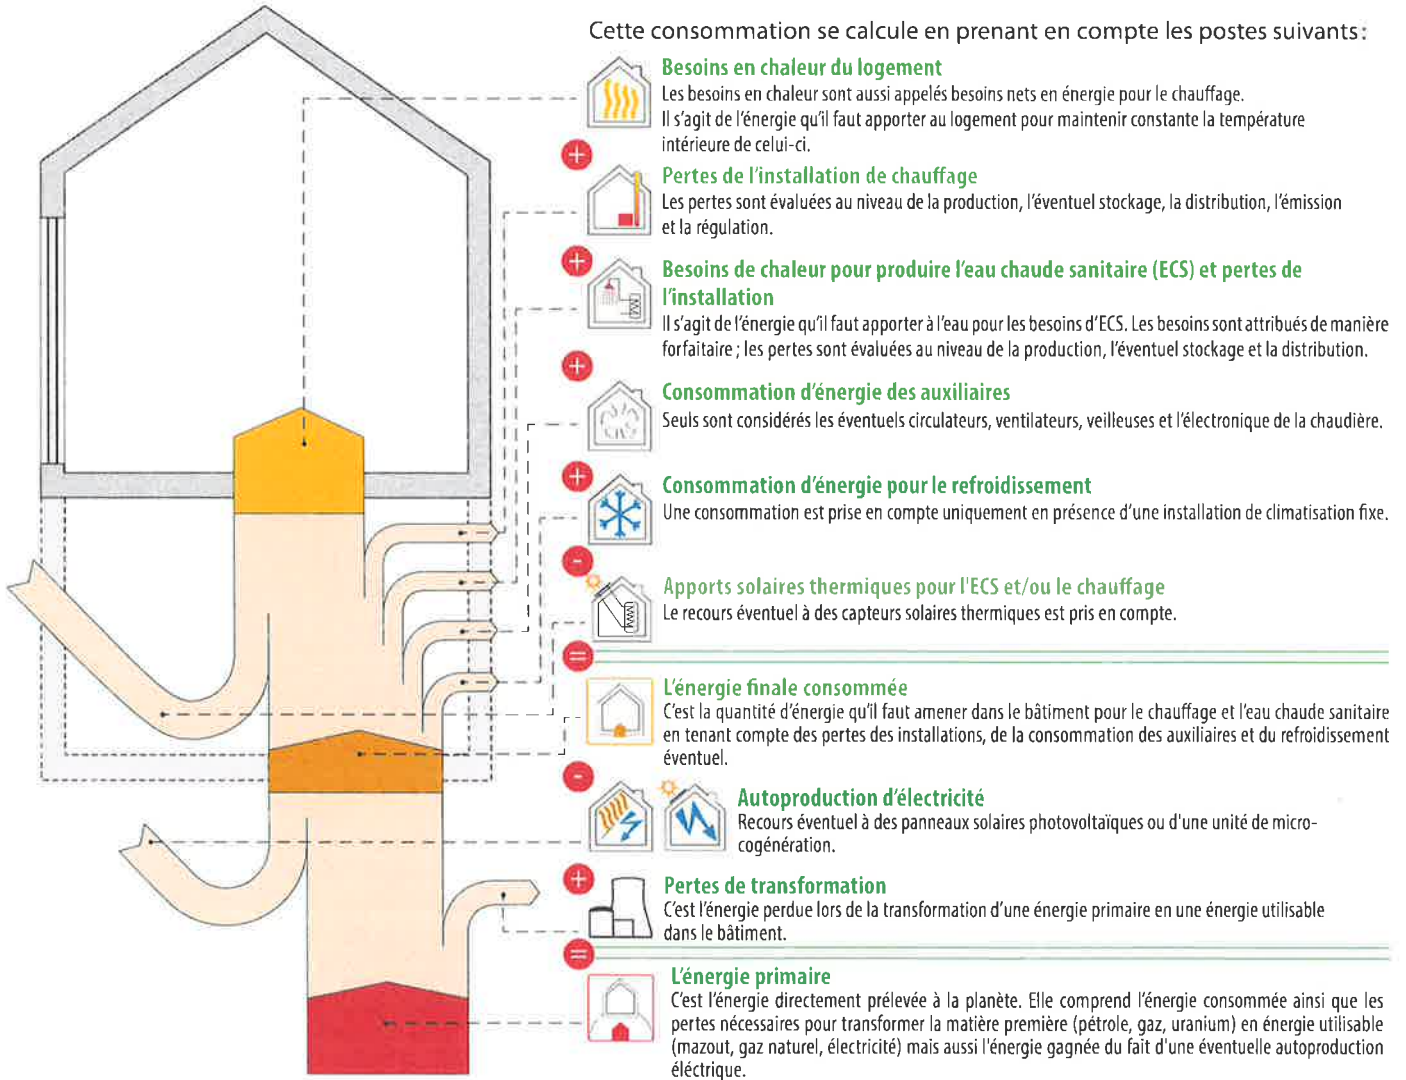 Cette consommation se calcule en prenant en compte les postes suivants :
Besoins en chaleur du logement
Les besoins en chaleur sont aussi appelés besoins nets en énergie pour le chauffage.
Il s'agit de l'énergie qu'il faut apporter au logement pour maintenir constante la température
intérieure de celui-ci.
+
Pertes de l'installation de chauffage
Les pertes sont évaluées au niveau de la production, l'éventuel stockage, la distribution, l'émission
et la régulation.
+
Besoins de chaleur pour produire l'eau chaude sanitaire (ECS) et pertes de
l'installation
Il s'agit de l'énergie qu'il faut apporter à l'eau pour les besoins d'ECS. Les besoins sont attribués de manière
forfaitaire ; les pertes sont évaluées au niveau de la production, l'éventuel stockage et la distribution.
+
Consommation d'énergie des auxiliaires
Seuls sont considérés les éventuels circulateurs, ventilateurs, veilleuses et l'électronique de la chaudière.
+
Consommation d'énergie pour le refroidissement
Une consommation est prise en compte uniquement en présence d'une installation de climatisation fixe.
-
Apports solaires thermiques pour l'ECS et/ou le chauffage
Le recours éventuel à des capteurs solaires thermiques est pris en compte.
=
L'énergie finale consommée
C'est la quantité d'énergie qu'il faut amener dans le bâtiment pour le chauffage et l'eau chaude sanitaire
en tenant compte des pertes des installations, de la consommation des auxiliaires et du refroidissement
éventuel.
-
Autoproduction d'électricité
Recours éventuel à des panneaux solaires photovoltaïques ou d'une unité de micro-
cogénération.
+
Pertes de transformation
C'est l'énergie perdue lors de la transformation d'une énergie primaire en une énergie utilisable
dans le bâtiment.
=
L'énergie primaire
C'est l'énergie directement prélevée à la planète. Elle comprend l'énergie consommée ainsi que les
pertes nécessaires pour transformer la matière première (pétrole, gaz, uranium) en énergie utilisable
(mazout, gaz naturel, électricité) mais aussi l'énergie gagnée du fait d'une éventuelle autoproduction
éléctrique.